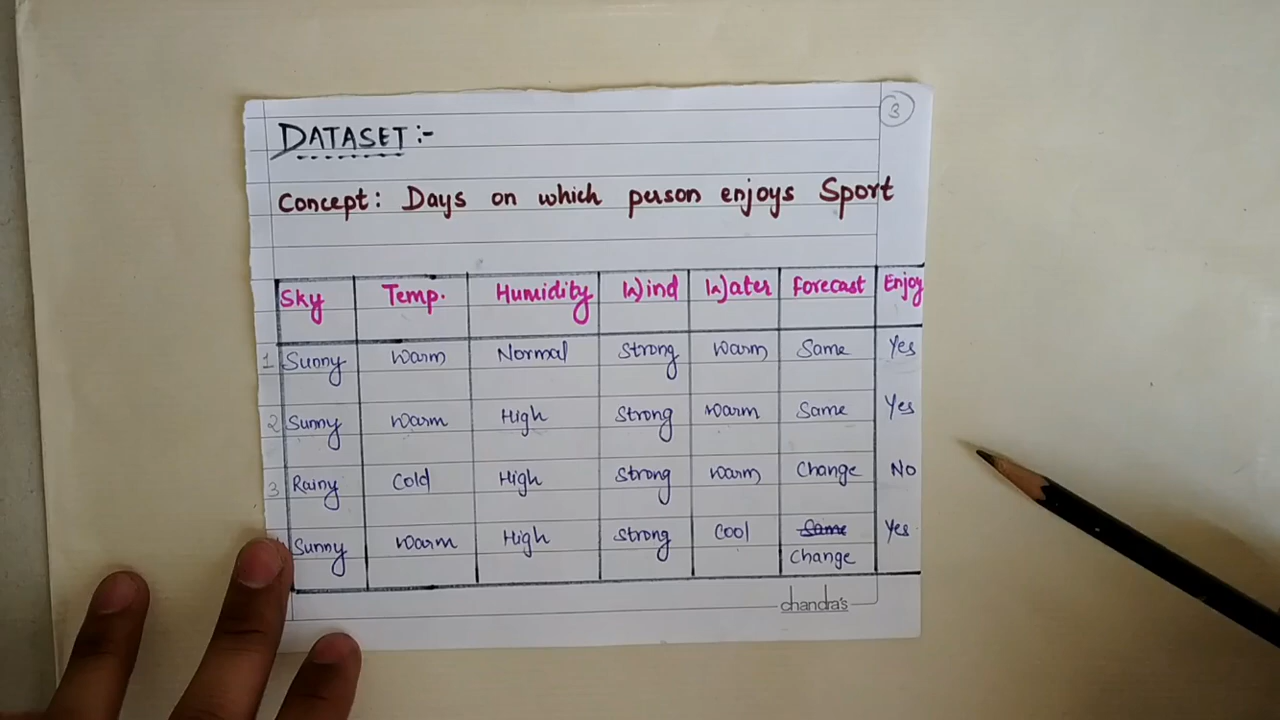 3
DATASET:-
Concept: Days on which person enjoys Sport
Sky Temp. Humidity Wind Water Forecast Enjoy
1 Sunny Warm Normal Strong Warm Same Yes
2 Sunny Warm High Strong Warm Same Yes
3 Rainy Cold High Strong Warm Change No
Sunny Warm High Strong Cool Same Yes
Change
chandra's